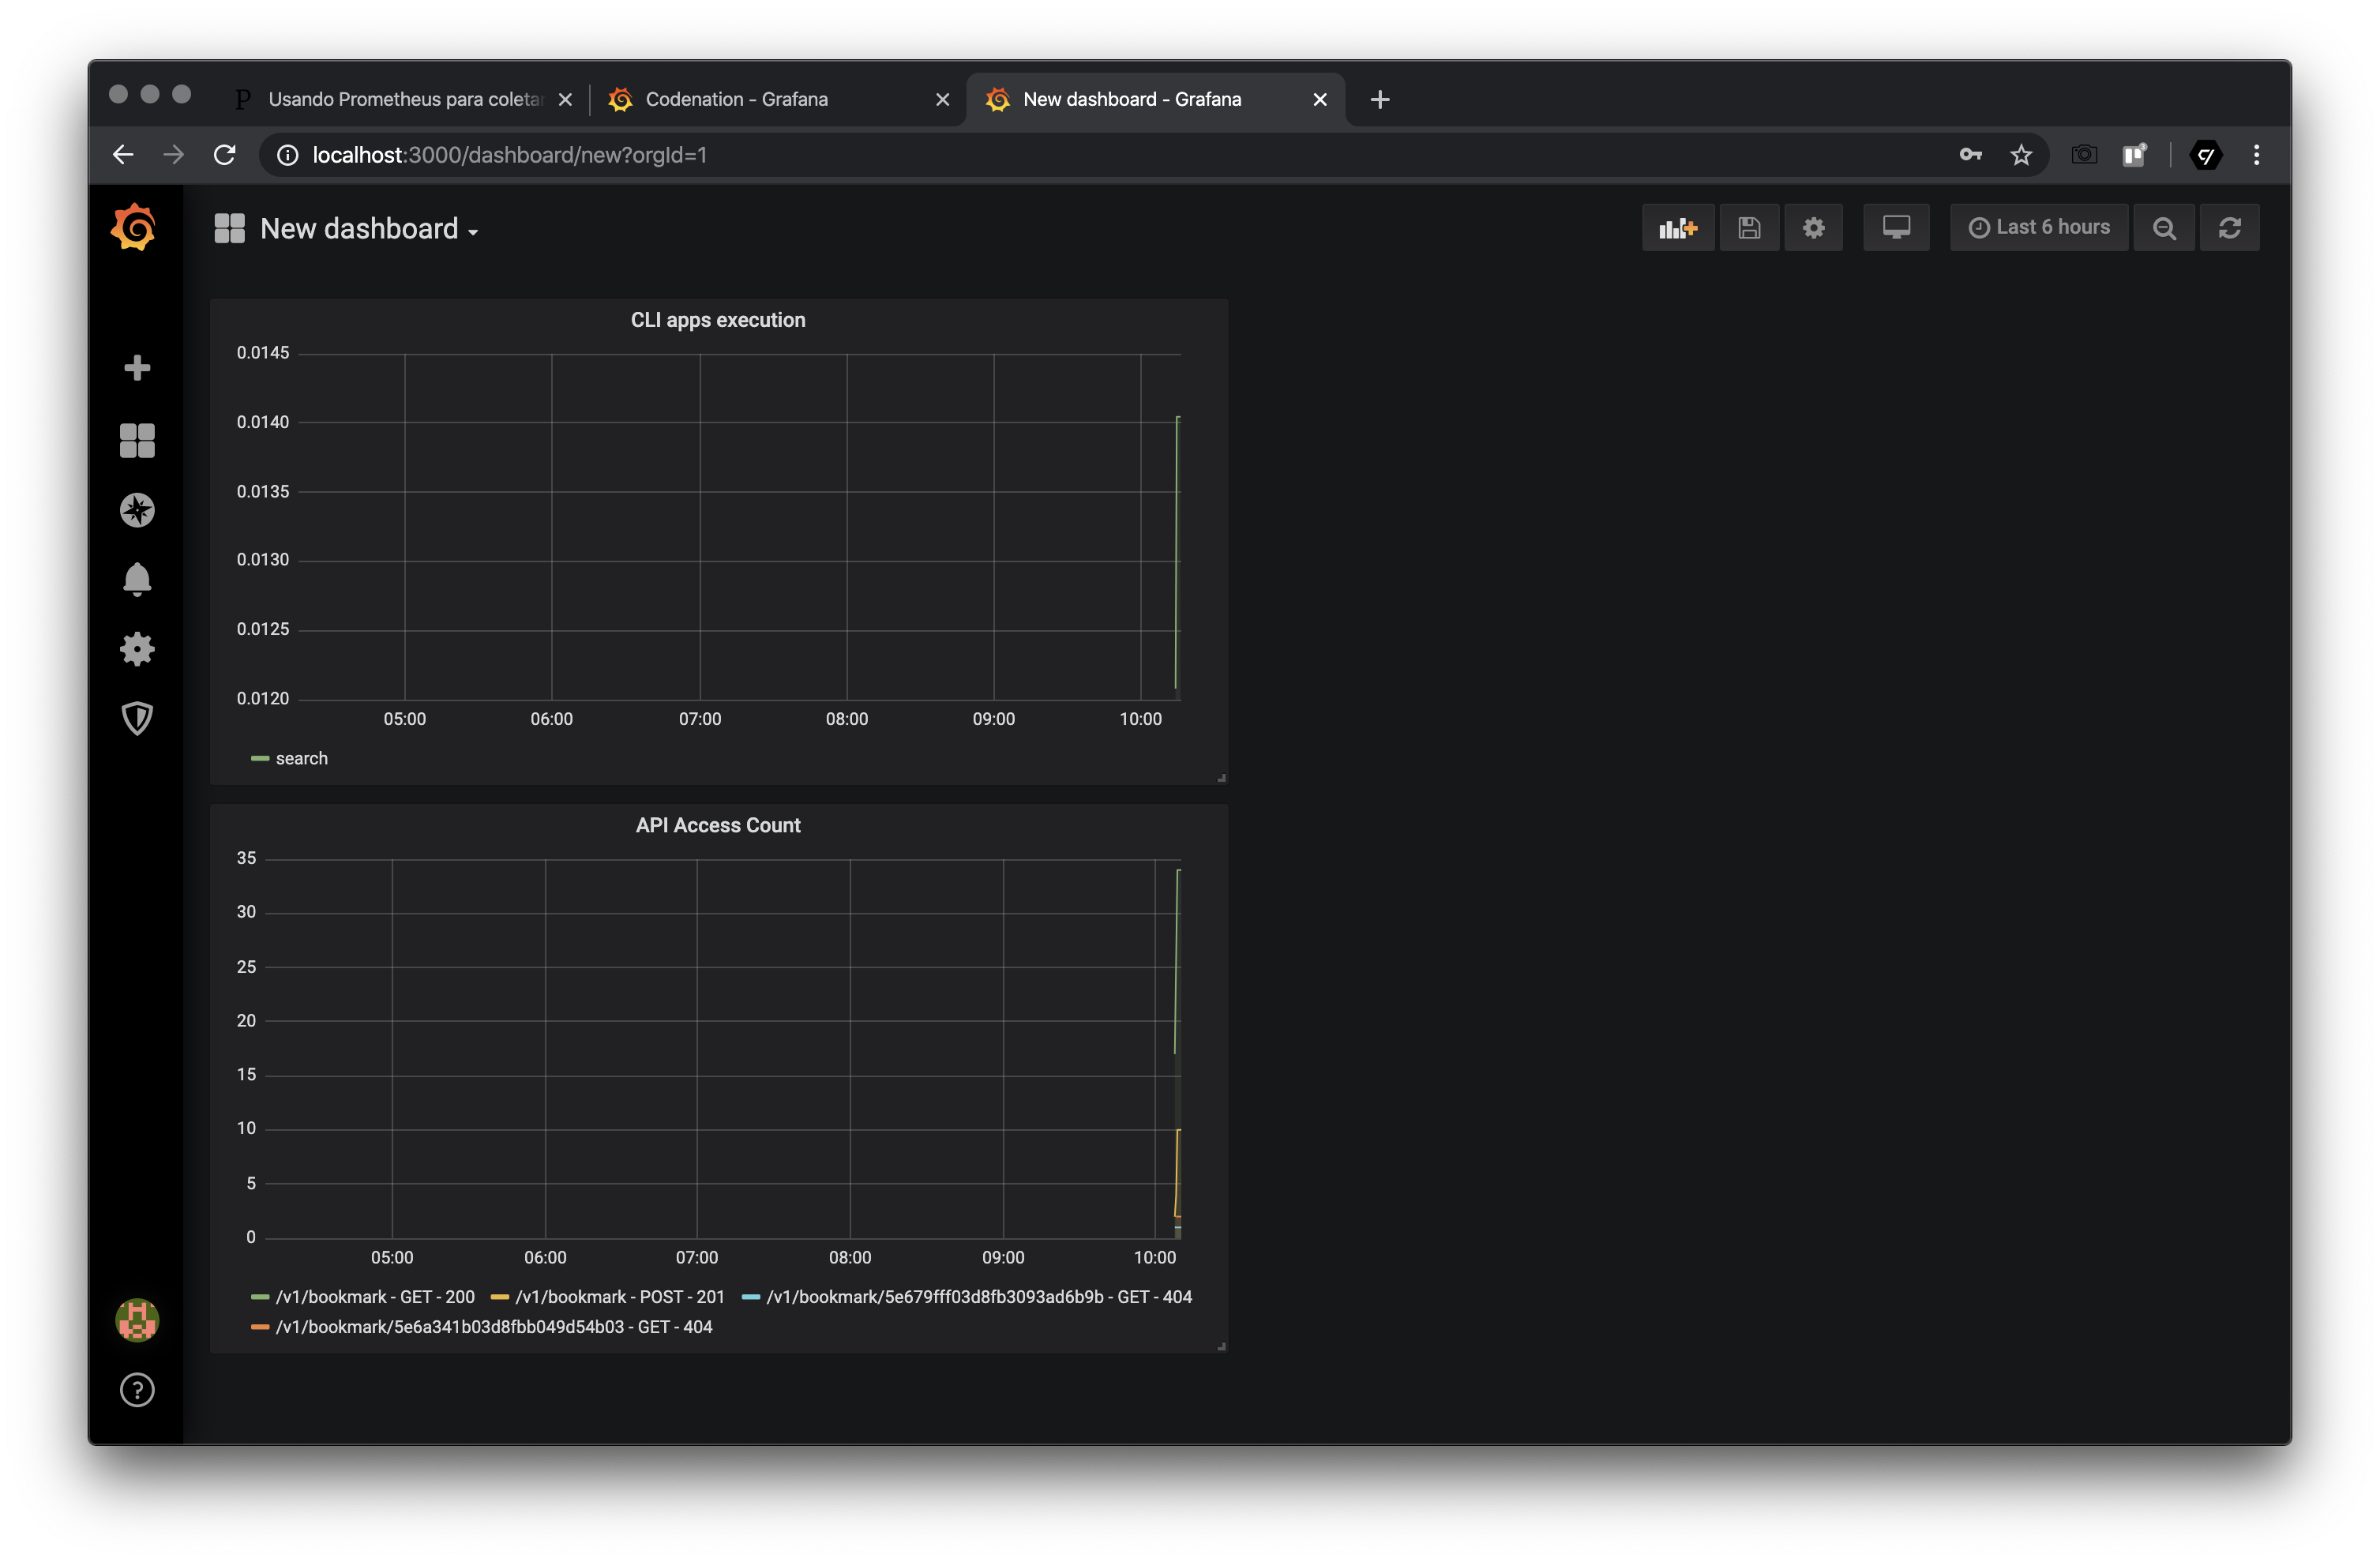 Usando Prometheus para coletar
Codenation - Grafana
New dashboard - Grafana
localhost:3000/dashboard/new?orgId=1
New dashboard
Last 6 hours
CLI apps execution
0.0145
0.0140
0.0135
0.0130
0.0125
0.0120
05:00 06:00 07:00 08:00 09:00 10:00
search
API Access Count
35
30
25
20
15
10
5
0
05:00 06:00 07:00 08:00 09:00 10:00
/v1/bookmark - GET - 200 /v1/bookmark - POST - 201 /v1/bookmark/5e679fff03d8fb3093ad6b9b - GET - 404
/v1/bookmark/5e6a341b03d8fbb049d54b03 - GET - 404